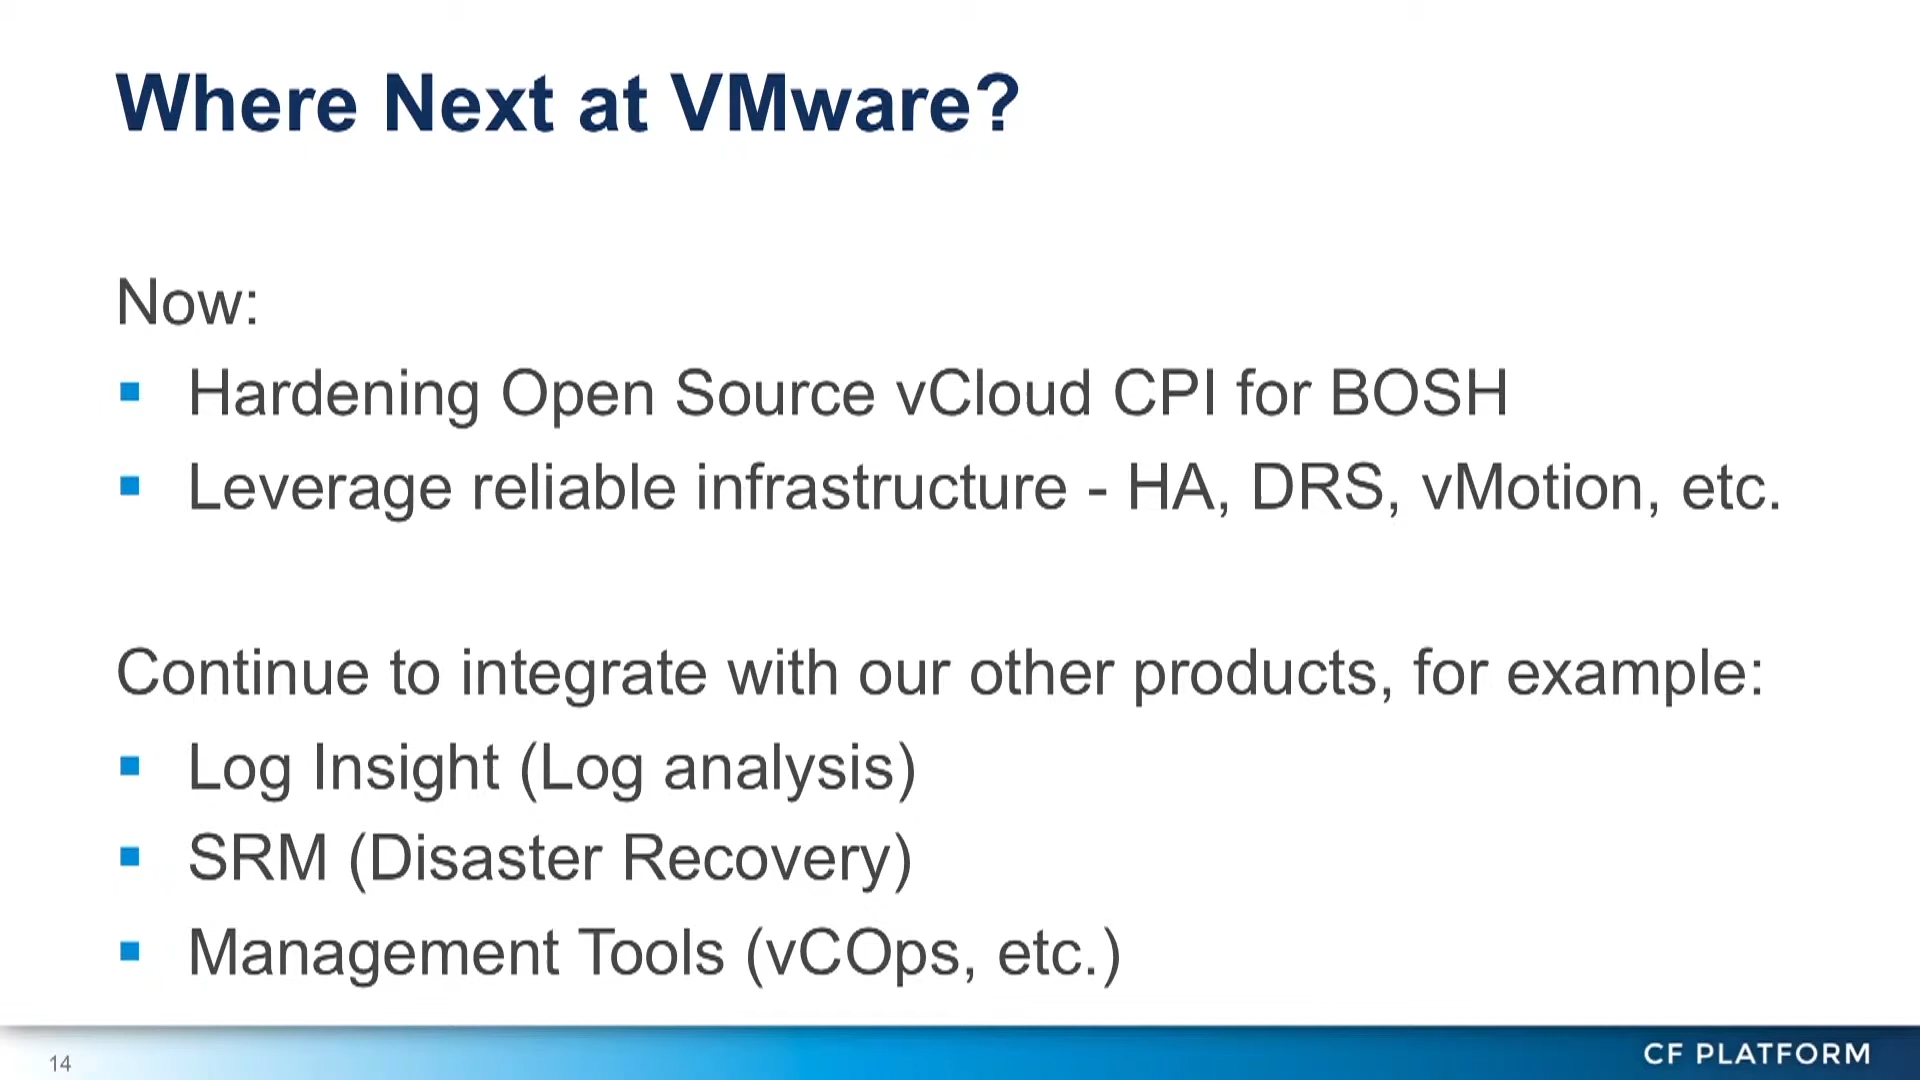 Where Next at VMware?
Now:
Hardening Open Source vCloud CPI for BOSH
Leverage reliable infrastructure - HA, DRS, vMotion, etc.
Continue to integrate with our other products, for example:
Log Insight (Log analysis)
SRM (Disaster Recovery)
Management Tools (vCOps, etc.)
14
CF PLATFORM